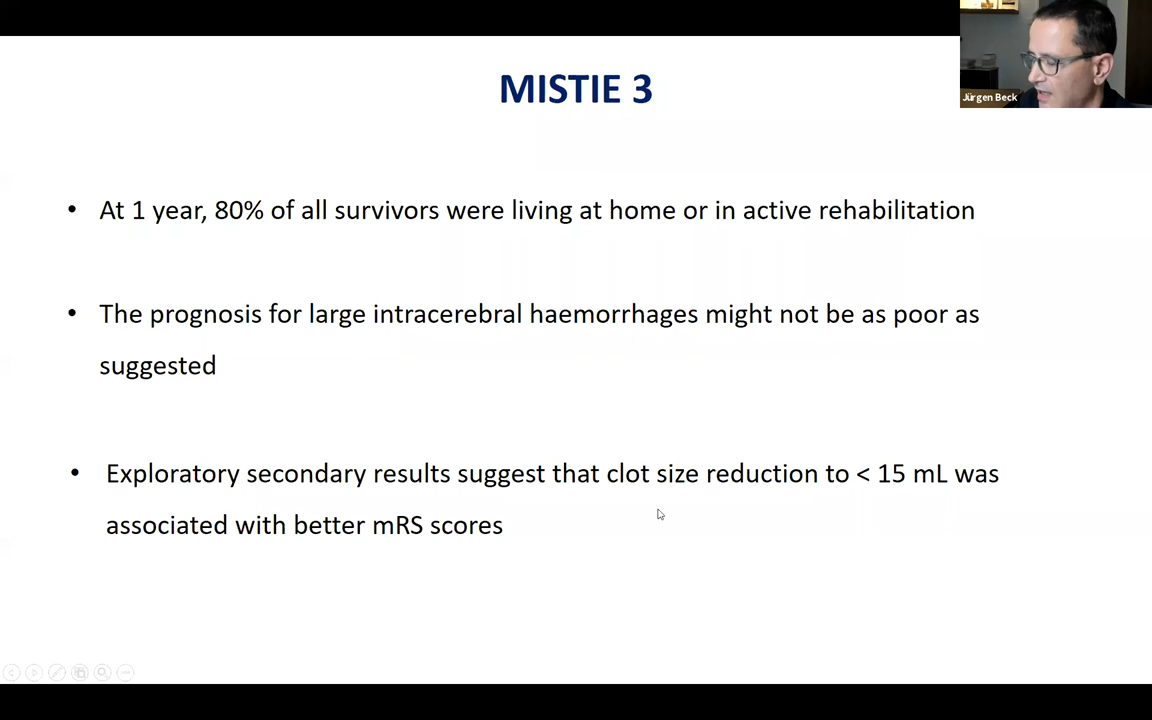 MISTIE 3
Jürgen Beck
• At 1 year, 80% of all survivors were living at home or in active rehabilitation
• The prognosis for large intracerebral haemorrhages might not be as poor as
suggested
• Exploratory secondary results suggest that clot size reduction to < 15 mL was
associated with better mRS scores